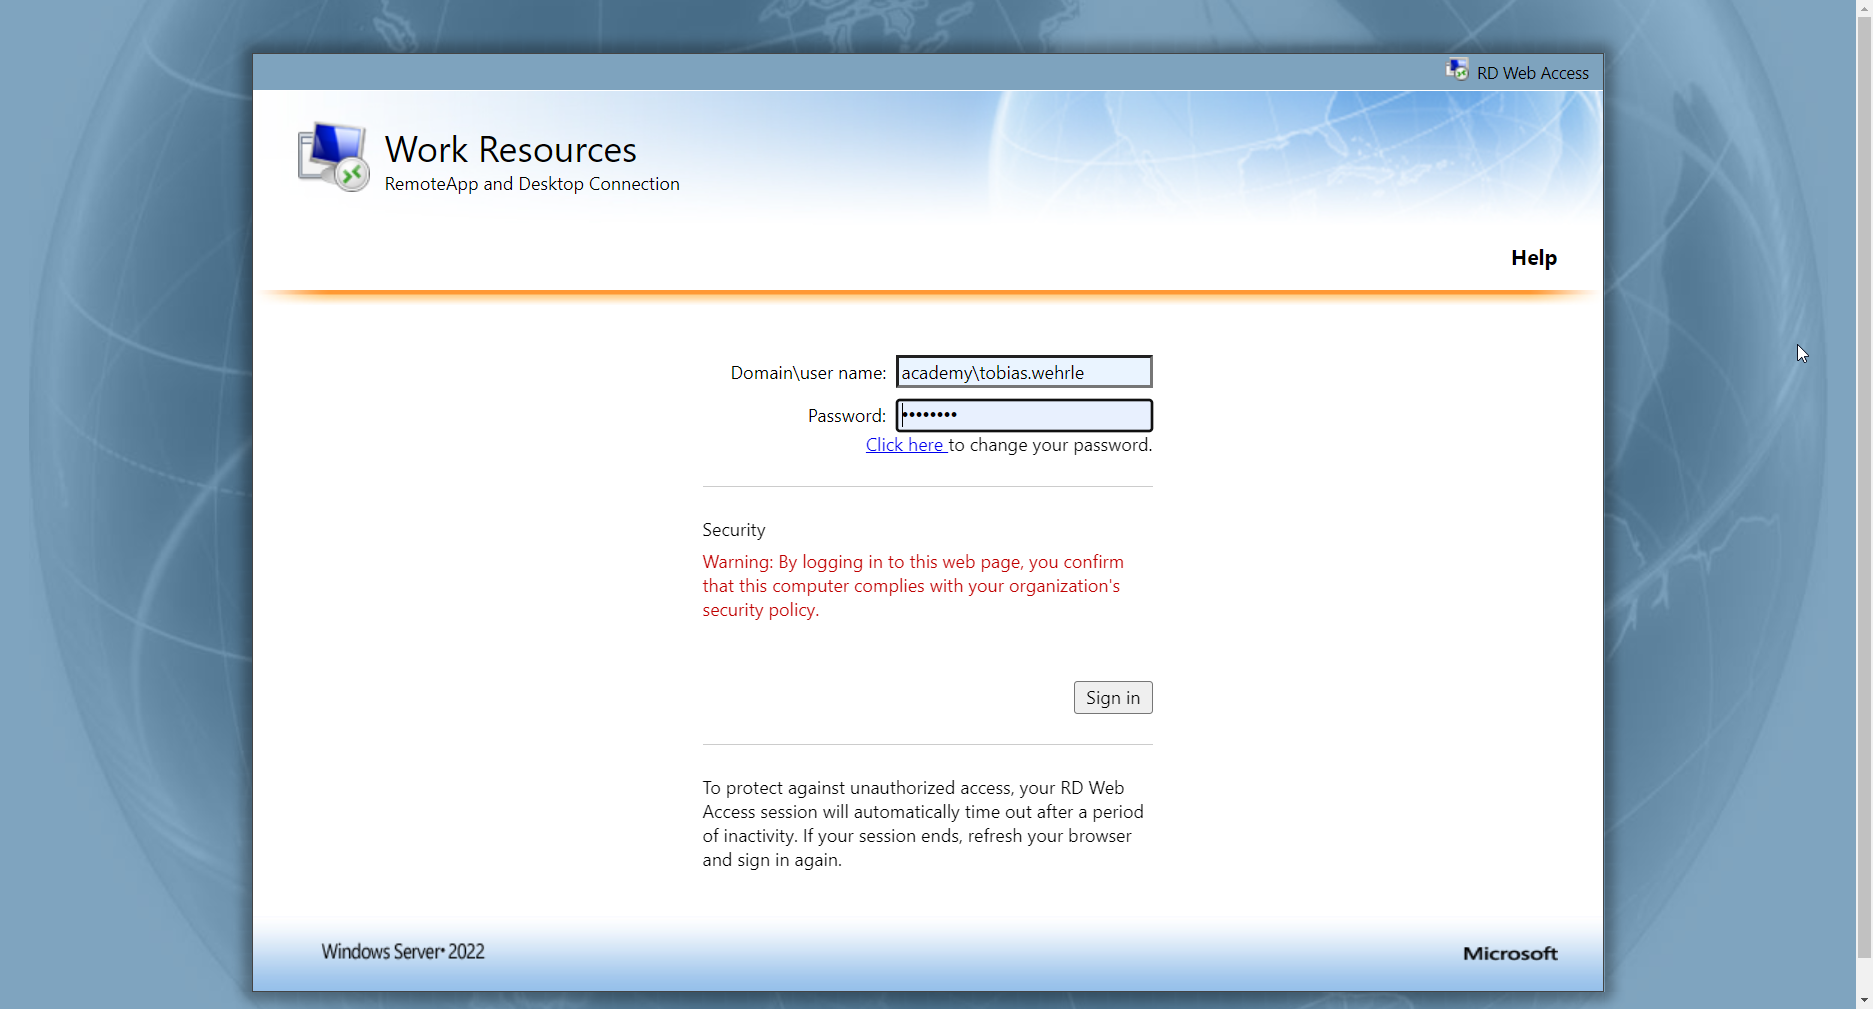 RD Web Access
Work Resources
RemoteApp and Desktop Connection
Help
Domain\user name: academy\tobias.wehrle
Password: ••••••••
Click here to change your password.
Security
Warning: By logging in to this web page, you confirm
that this computer complies with your organization's
security policy.
Sign in
To protect against unauthorized access, your RD Web
Access session will automatically time out after a period
of inactivity. If your session ends, refresh your browser
and sign in again.
Windows Server 2022
Microsoft